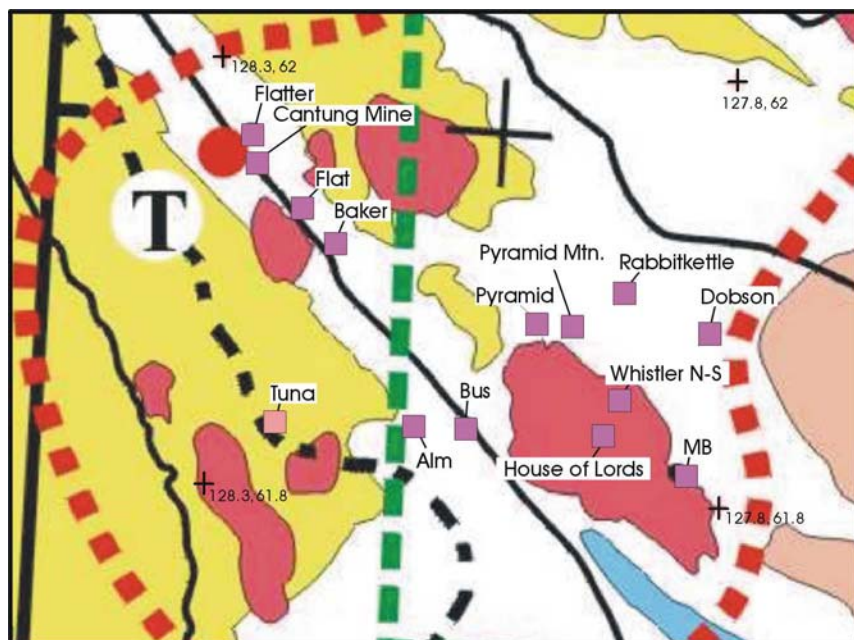 128.3, 62
127.8, 62
Flatter
Cantung Mine
Flat
T
Baker
Pyramid Mtn.
Rabbitkettle
Pyramid
Dobson
Whistler N-S
Tuna
Bus
Alm
MB
House of Lords
128.3, 61.8
127.8, 61.8